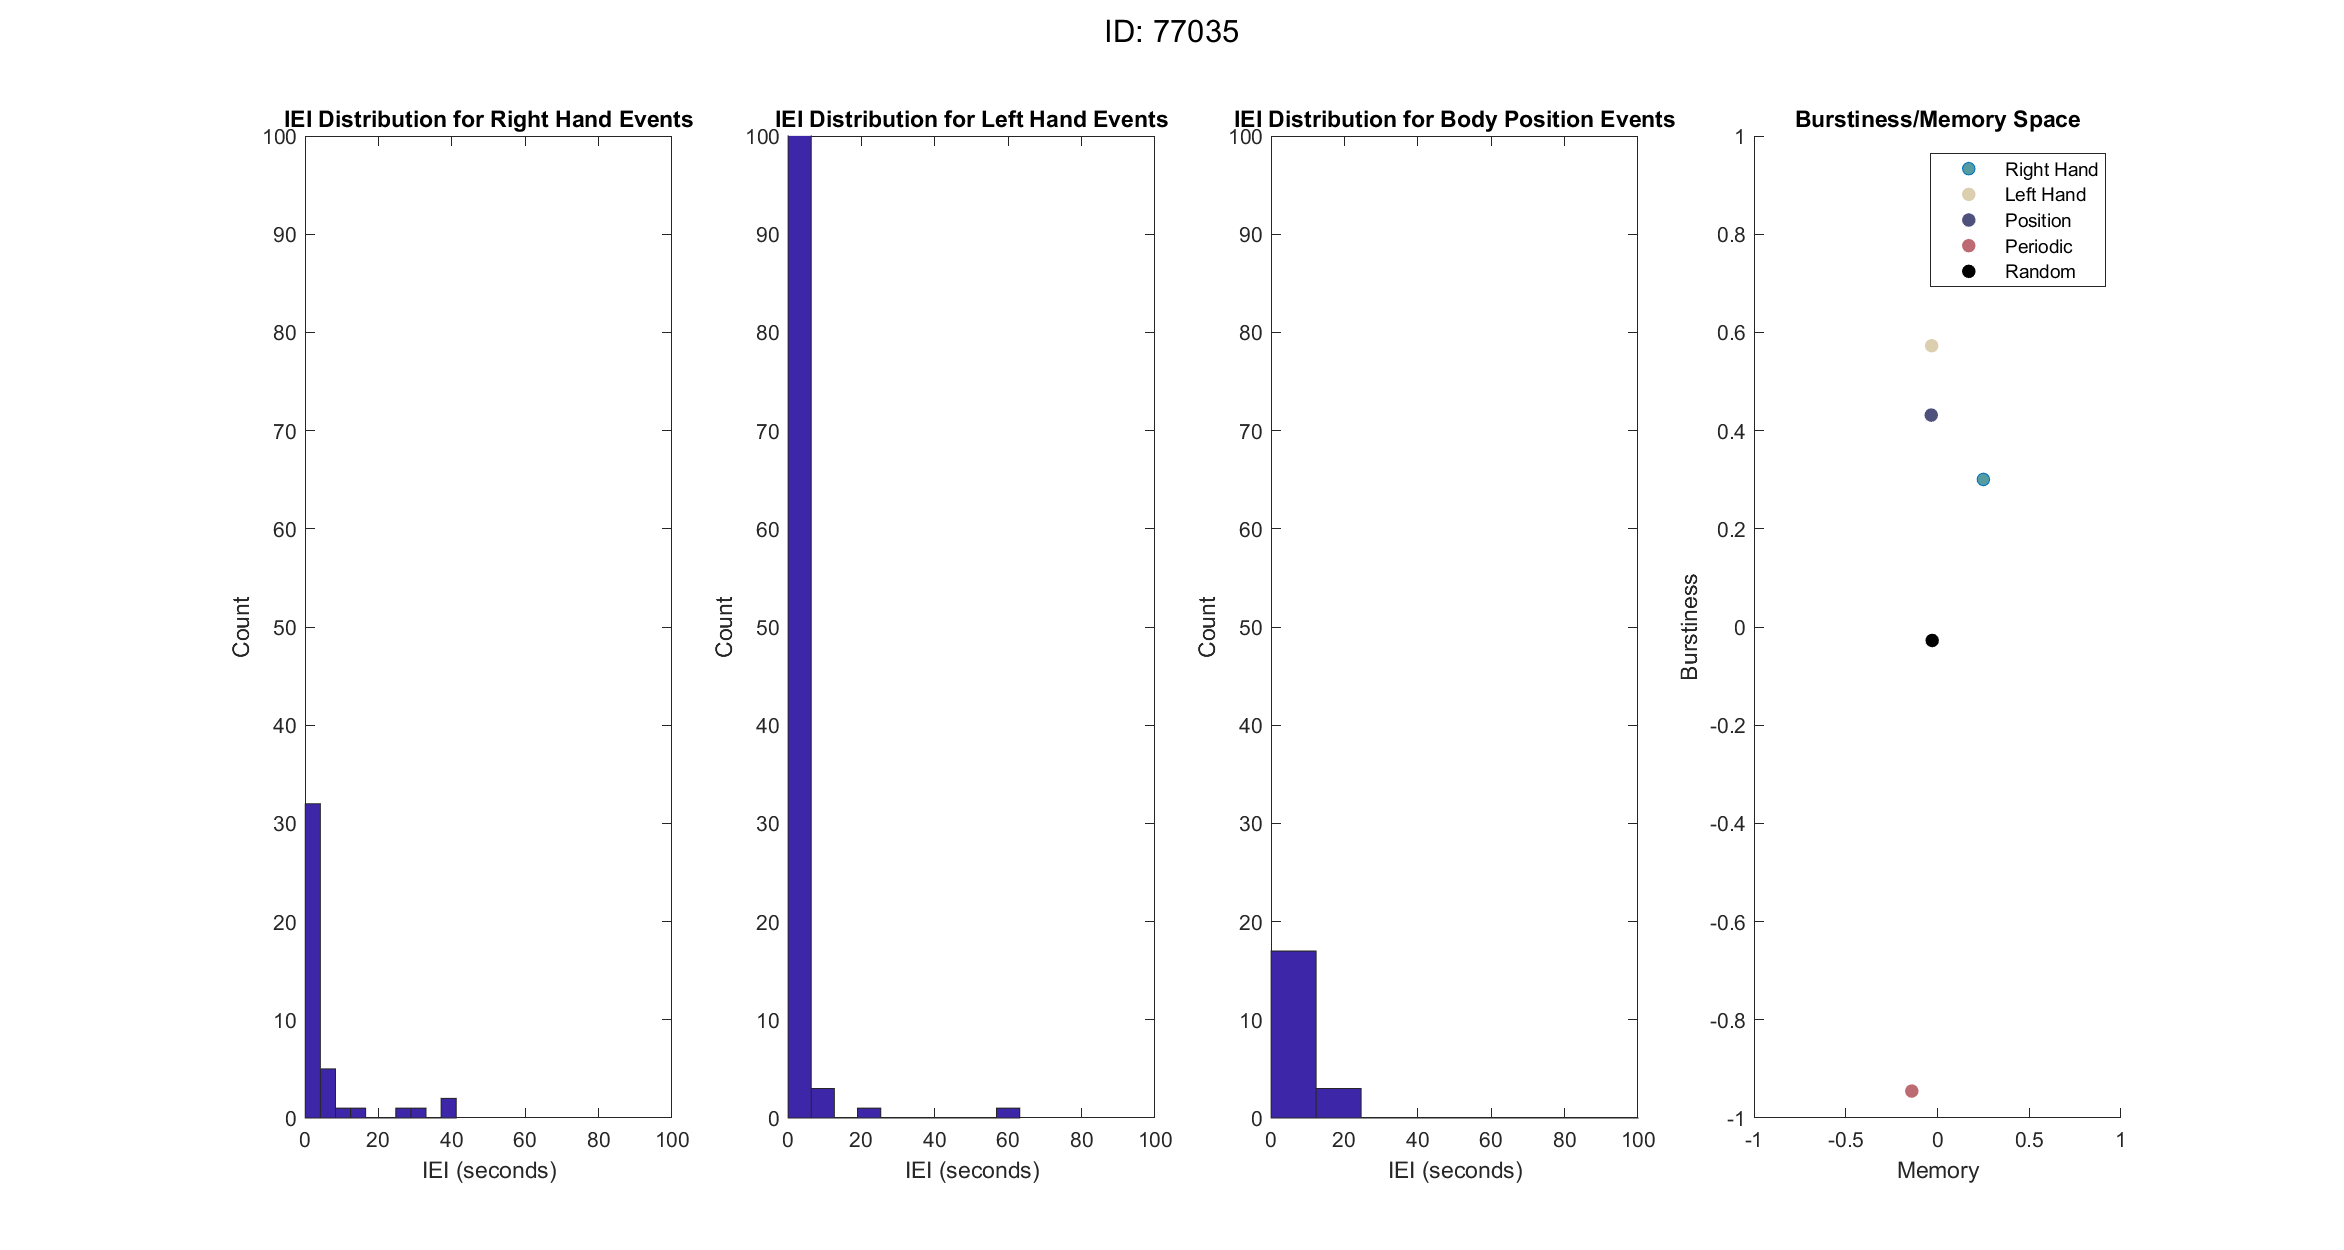 ID: 77035
IEI Distribution for Right Hand Events
100
90
80
70
60
50
40
30
20
10
0
Count
0 20 40 60 80 100
IEI (seconds)
IEI Distribution for Left Hand Events
100
90
80
70
60
50
40
30
20
10
0
Count
0 20 40 60 80 100
IEI (seconds)
IEI Distribution for Body Position Events
100
90
80
70
60
50
40
30
20
10
0
Count
0 20 40 60 80 100
IEI (seconds)
Burstiness/Memory Space
Right Hand
Left Hand
Position
Periodic
Random
1
0.8
0.6
0.4
0.2
0
-0.2
-0.4
-0.6
-0.8
-1
Burstiness
-1 -0.5 0 0.5 1
Memory